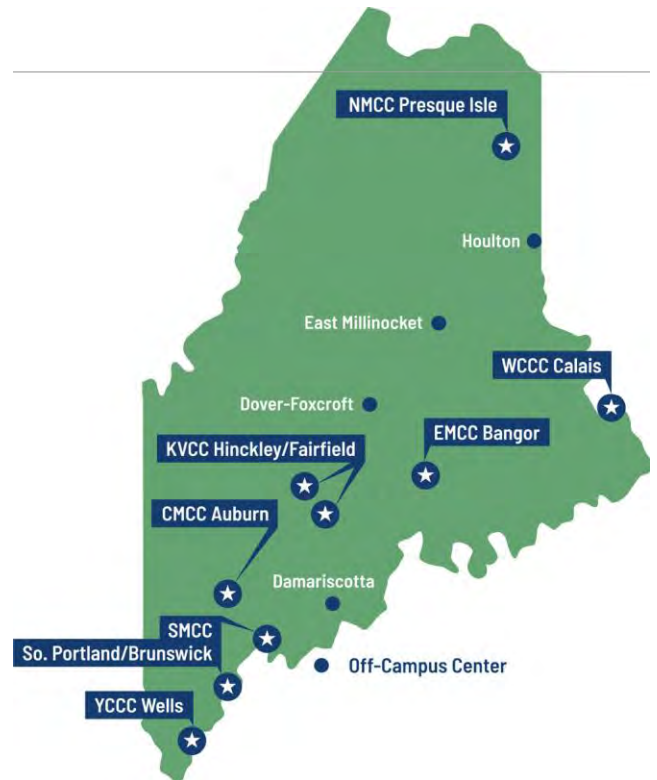 NMCC Presque Isle
Houlton
East Millinocket
WCCC Calais
Dover-Foxcroft
EMCC Bangor
KVCC Hinckley/Fairfield
CMCC Auburn
Damariscotta
SMCC
So. Portland/Brunswick
Off-Campus Center
YCCC Wells